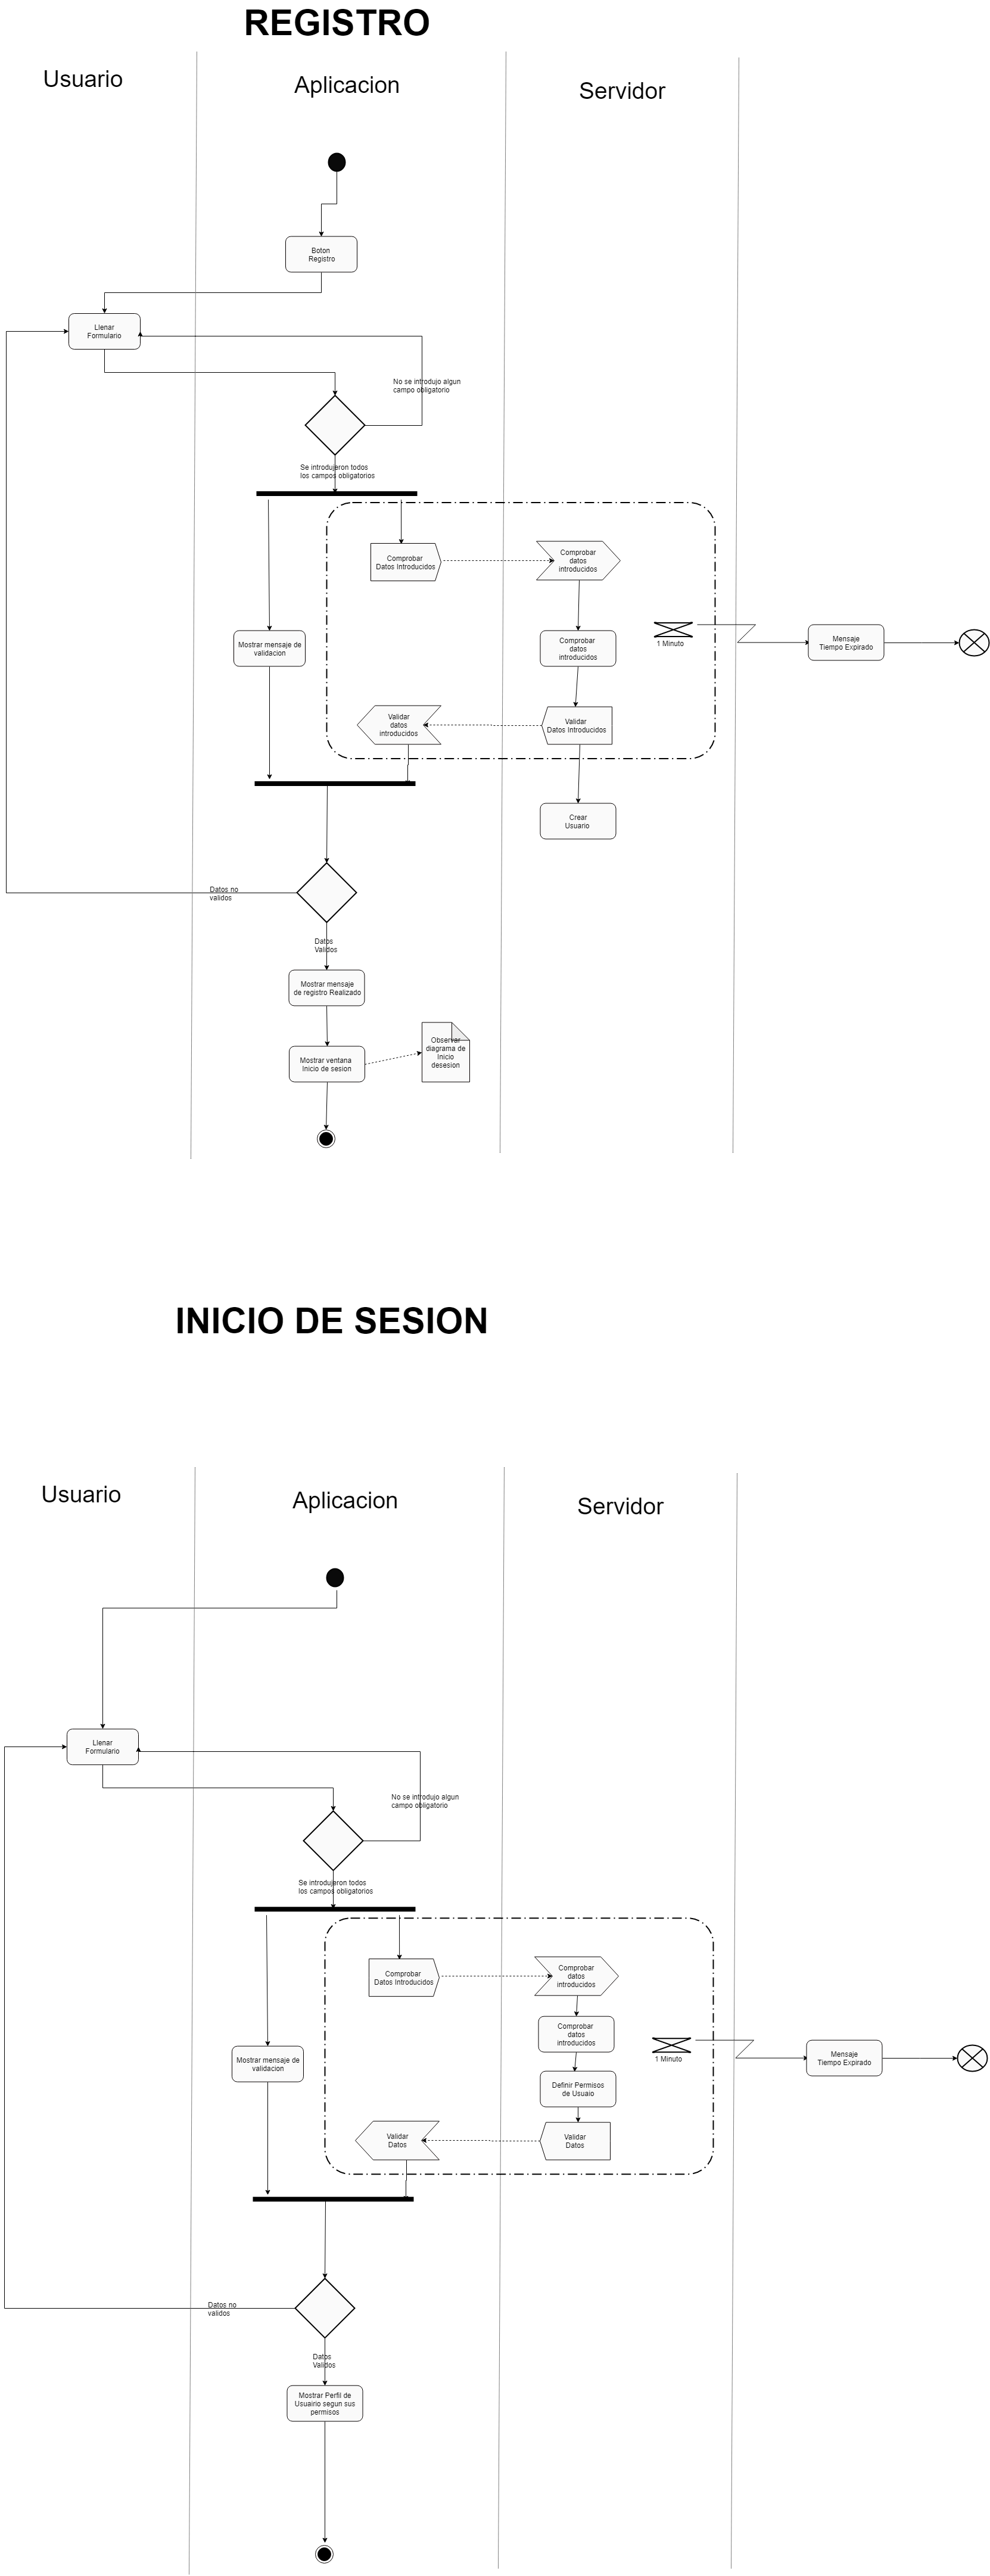 REGISTRO
Usuario
Aplicacion
Servidor
Boton
Registro
Llenar
Formulario
No se introdujo algun
campo obligatorio
Se introdujeron todos
los campos obligatorios
Comprobar
Datos Introducidos
Comprobar
datos
introducidos
Mostrar mensaje de
validacion
Comprobar
datos
introducidos
1 Minuto
Mensaje
Tiempo Expirado
Validar
datos
introducidos
Validar
Datos Introducidos
Crear
Usuario
Datos no
validos
Datos
Validos
Mostrar mensaje
de registro Realizado
Mostrar ventana
Inicio de sesion
Observar
diagrama de
Inicio
desesion
INICIO DE SESION
Usuario
Aplicacion
Servidor
Llenar
Formulario
No se introdujo algun
campo obligatorio
Se introdujeron todos
los campos obligatorios
Comprobar
Datos Introducidos
Comprobar
datos
introducidos
Mostrar mensaje de
validacion
Comprobar
datos
introducidos
1 Minuto
Mensaje
Tiempo Expirado
Definir Permisos
de Usuaio
Validar
Datos
Validar
Datos
Datos no
validos
Datos
Validos
Mostrar Perfil de
Usuairio segun sus
permisos